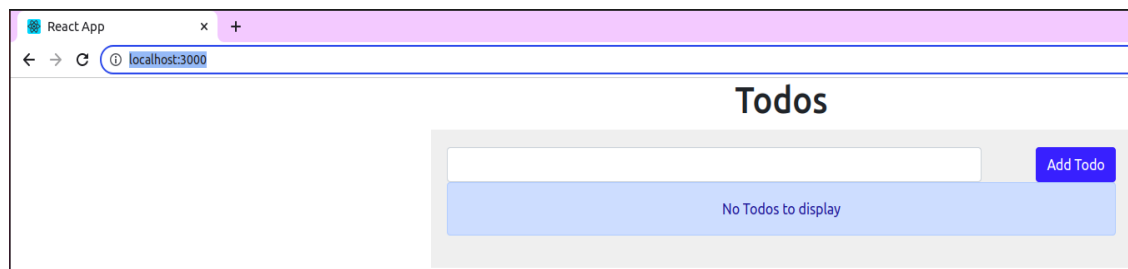 React App
localhost:3000
Todos
Add Todo
No Todos to display